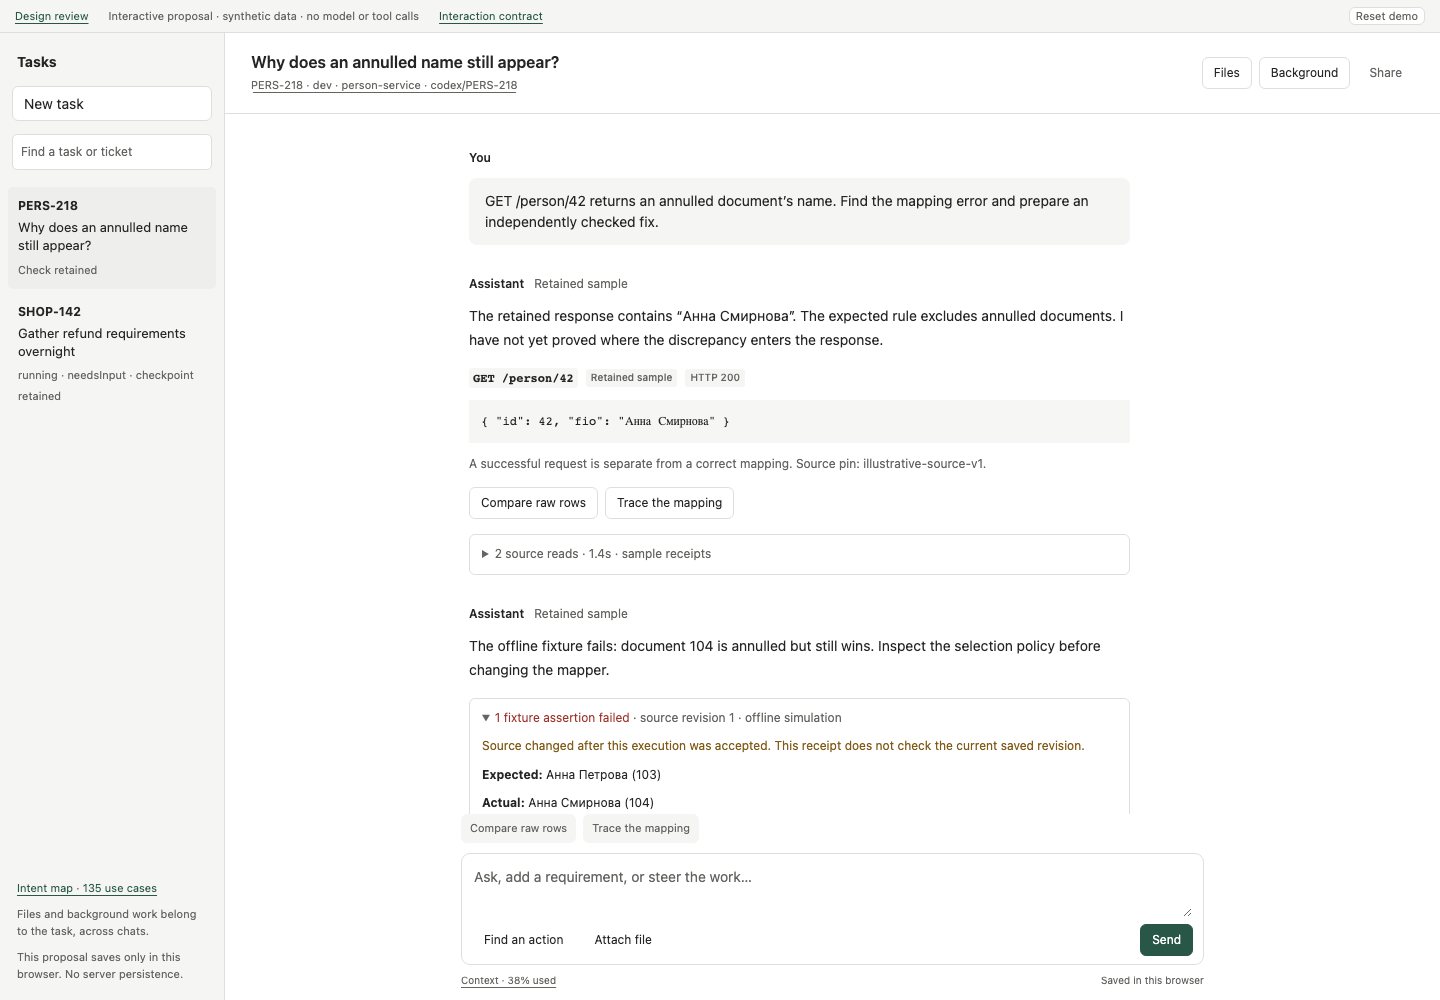 Design review
Interactive proposal · synthetic data · no model or tool calls
Interaction contract
Reset demo
Tasks
New task
Find a task or ticket
PERS-218
Why does an annulled name
still appear?
Check retained
SHOP-142
Gather refund requirements
overnight
running · needsInput · checkpoint
retained
Intent map · 135 use cases
Files and background work belong
to the task, across chats.
This proposal saves only in this
browser. No server persistence.
Why does an annulled name still appear?
PERS-218 · dev · person-service · codex/PERS-218
Files
Background
Share
You
GET /person/42 returns an annulled document’s name. Find the mapping error and prepare an
independently checked fix.
Assistant Retained sample
The retained response contains “Анна Смирнова”. The expected rule excludes annulled documents. I
have not yet proved where the discrepancy enters the response.
GET /person/42 Retained sample HTTP 200
{ "id": 42, "fio": "Анна Смирнова" }
A successful request is separate from a correct mapping. Source pin: illustrative-source-v1.
Compare raw rows
Trace the mapping
2 source reads · 1.4s · sample receipts
Assistant Retained sample
The offline fixture fails: document 104 is annulled but still wins. Inspect the selection policy before
changing the mapper.
1 fixture assertion failed · source revision 1 · offline simulation
Source changed after this execution was accepted. This receipt does not check the current saved revision.
Expected: Анна Петрова (103)
Actual: Анна Смирнова (104)
Compare raw rows
Trace the mapping
Ask, add a requirement, or steer the work…
Find an action
Attach file
Send
Context · 38% used
Saved in this browser